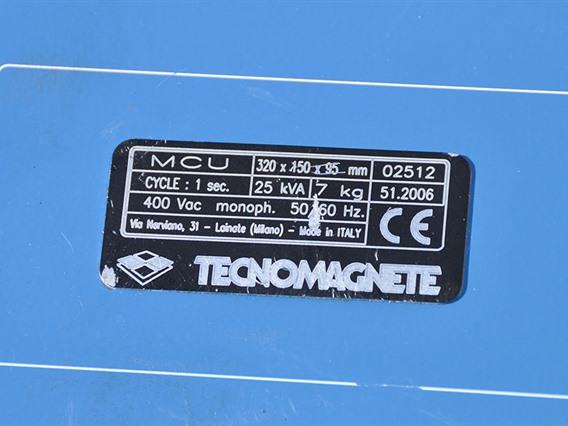 MCU 320 x 150 x 95 mm 02512
CYCLE : 1 sec. 25 kVA 7 kg 51.2006
400 Vac monoph. 50/60 Hz. CE
Via Nerviano, 31 - Lainate (Milano) - Made in ITALY
TECNOMAGNETE